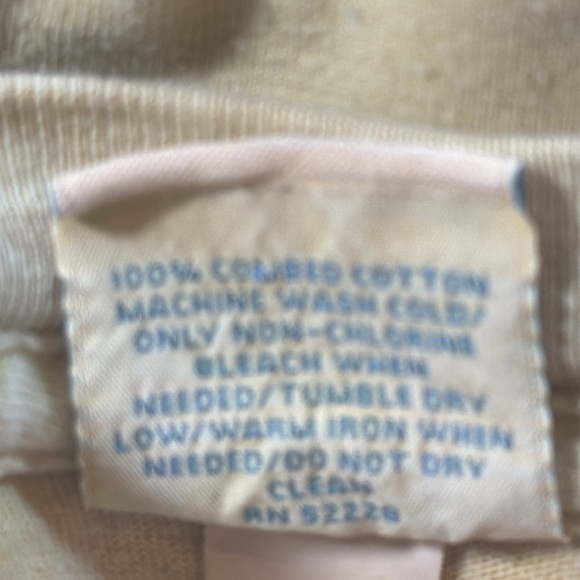 100% COMBED COTTON
MACHINE WASH COLD/
ONLY NON-CHLORINE
BLEACH WHEN
NEEDED/TUMBLE DRY
LOW/WARM IRON WHEN
NEEDED/DO NOT DRY
CLEAN
RN 52228